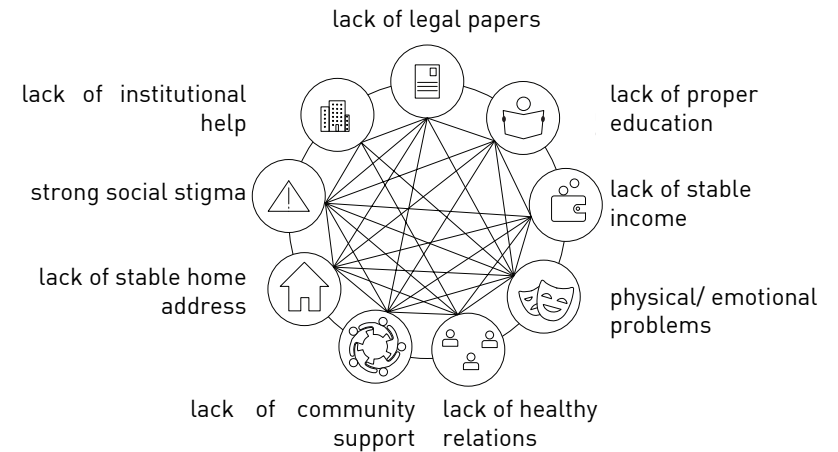 lack of legal papers
lack of institutional
help
lack of proper
education
strong social stigma
lack of stable
income
lack of stable home
address
physical/ emotional
problems
lack of community
support
lack of healthy
relations